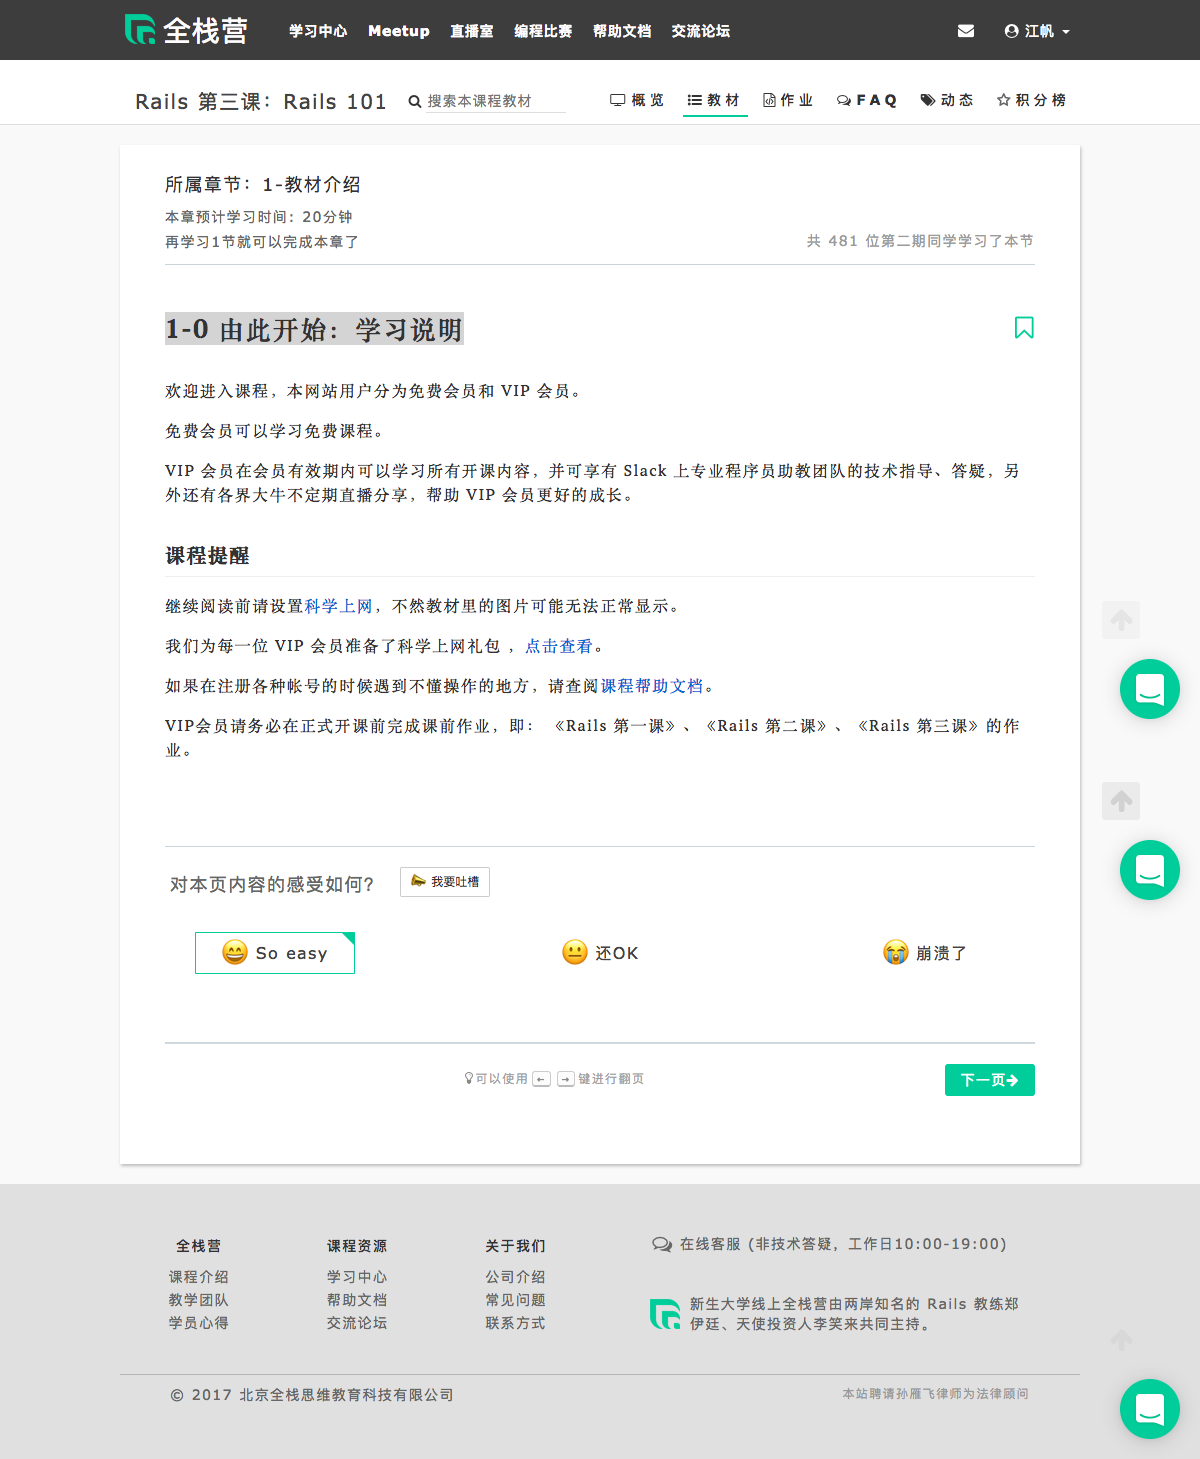 全栈营 学习中心 Meetup 直播室 编程比赛 帮助文档 交流论坛 江帆
Rails 第三课：Rails 101 搜索本课程教材 概览 教材 作业 FAQ 动态 积分榜
所属章节：1-教材介绍
本章预计学习时间：20分钟
再学习1节就可以完成本章了
共 481 位第二期同学学习了本节
1-0 由此开始：学习说明
欢迎进入课程，本网站用户分为免费会员和 VIP 会员。
免费会员可以学习免费课程。
VIP 会员在会员有效期内可以学习所有开课内容，并可享有 Slack 上专业程序员助教团队的技术指导、答疑，另
外还有各界大牛不定期直播分享，帮助 VIP 会员更好的成长。
课程提醒
继续阅读前请设置科学上网，不然教材里的图片可能无法正常显示。
我们为每一位 VIP 会员准备了科学上网礼包 ，点击查看。
如果在注册各种帐号的时候遇到不懂操作的地方，请查阅课程帮助文档。
VIP会员请务必在正式开课前完成课前作业，即： 《Rails 第一课》、《Rails 第二课》、《Rails 第三课》的作
业。
对本页内容的感受如何? 我要吐槽
So easy 还OK 崩溃了
可以使用 ← → 键进行翻页 下一页
全栈营 课程资源 关于我们 在线客服 (非技术答疑，工作日10:00-19:00)
课程介绍 学习中心 公司介绍
教学团队 帮助文档 常见问题
学员心得 交流论坛 联系方式
新生大学线上全栈营由两岸知名的 Rails 教练郑
伊廷、天使投资人李笑来共同主持。
© 2017 北京全栈思维教育科技有限公司 本站聘请孙雁飞律师为法律顾问